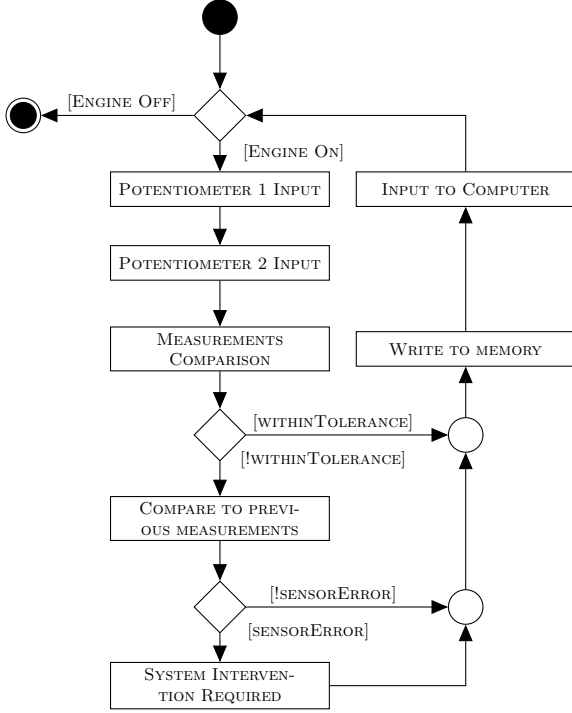 [Engine Off]
[Engine On]
Potentiometer 1 Input
Input to Computer
Potentiometer 2 Input
Measurements
Comparison
Write to memory
[withinTolerance]
[!withinTolerance]
Compare to previ-
ous measurements
[!sensorError]
[sensorError]
System Interven-
tion Required